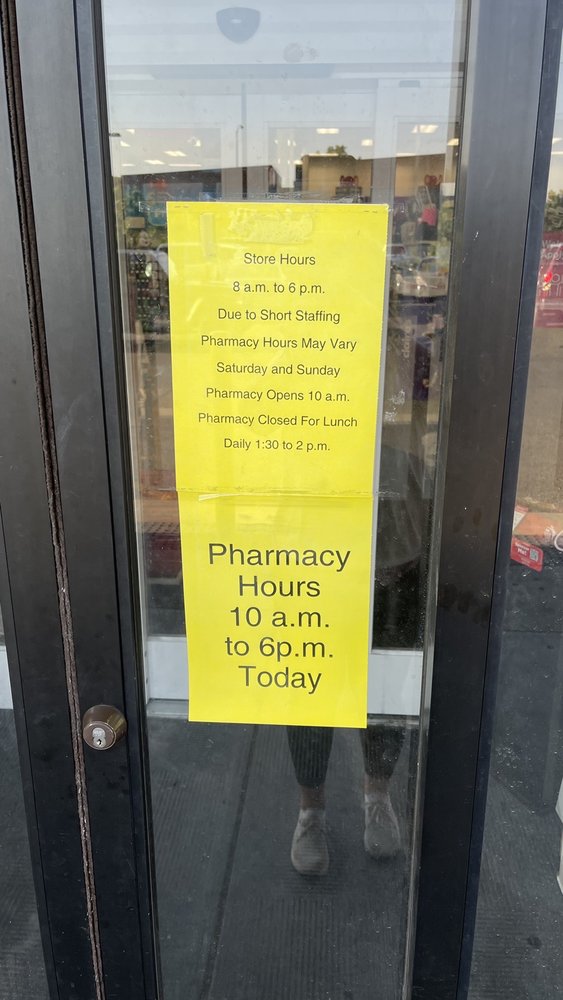 Store Hours
8 a.m. to 6 p.m.
Due to Short Staffing
Pharmacy Hours May Vary
Saturday and Sunday
Pharmacy Opens 10 a.m.
Pharmacy Closed For Lunch
Daily 1:30 to 2 p.m.
Pharmacy
Hours
10 a.m.
to 6p.m.
Today